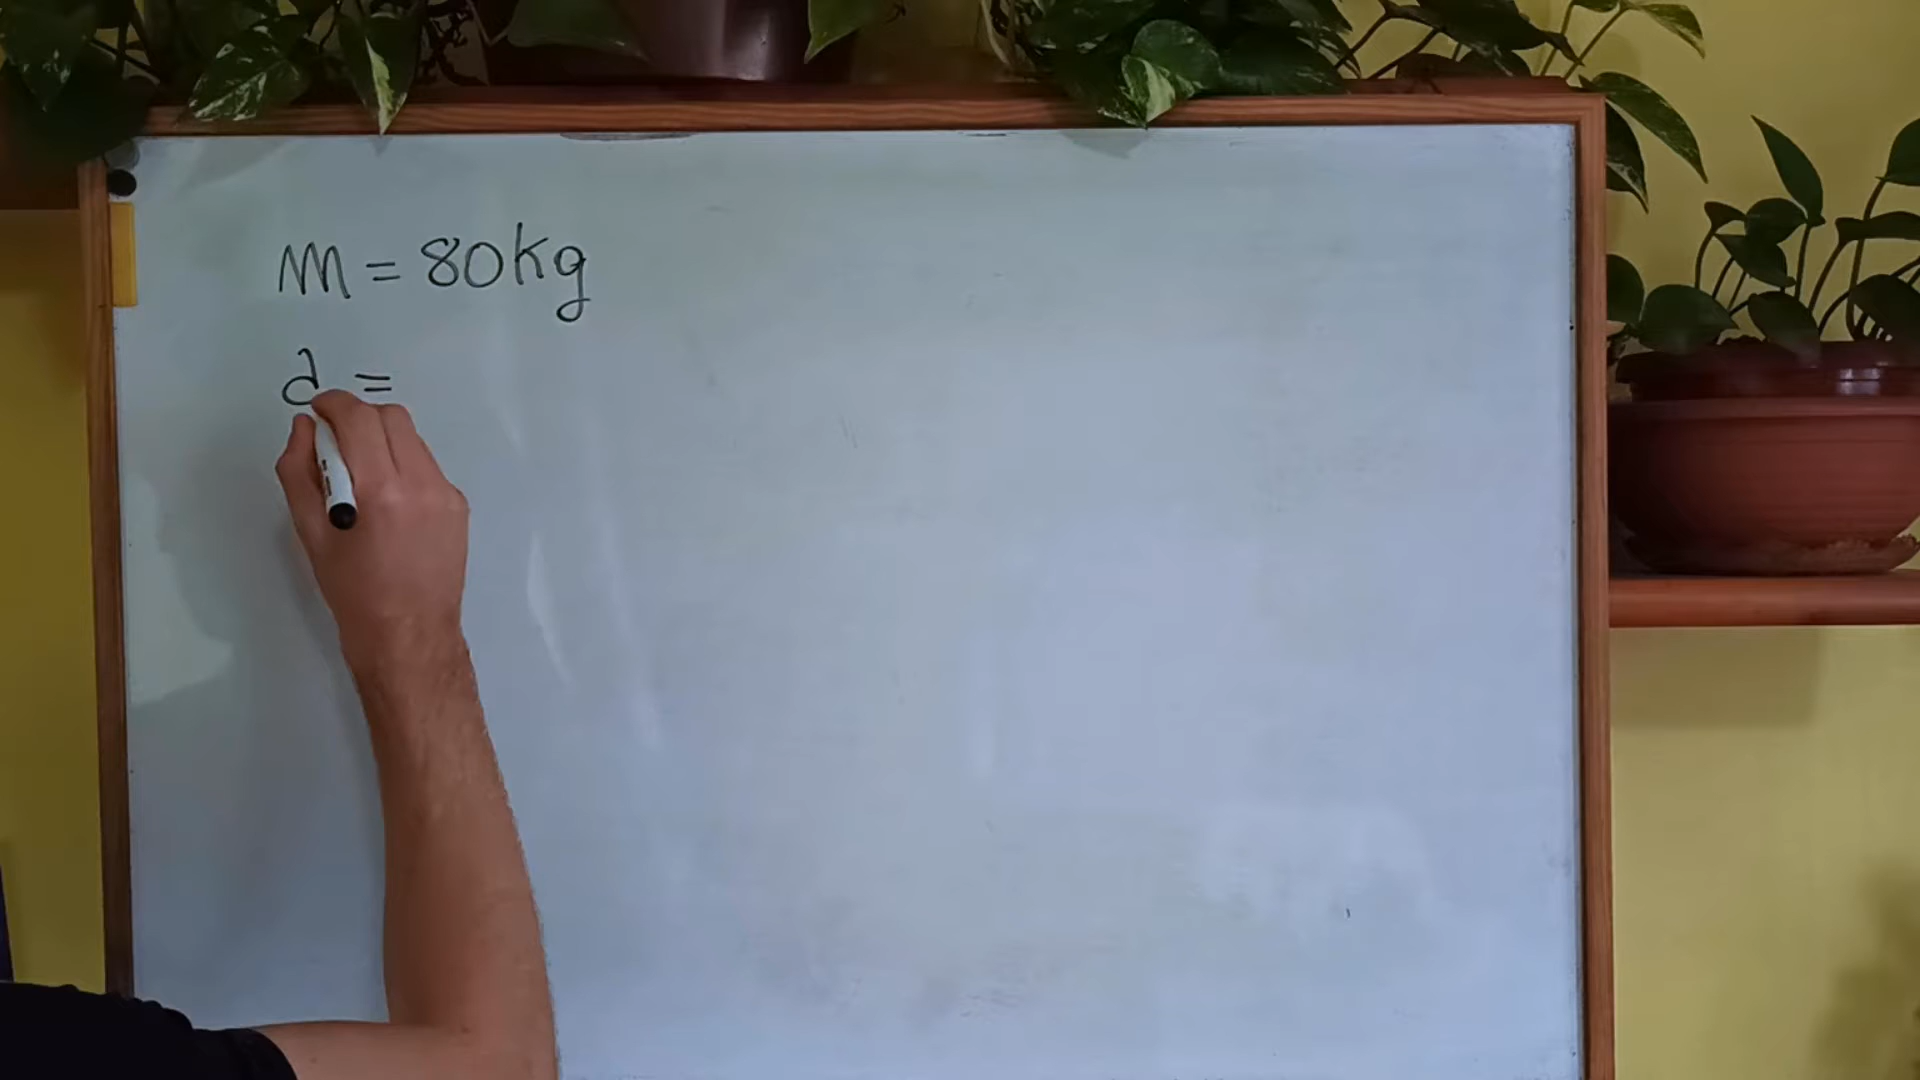 m = 80kg
a =